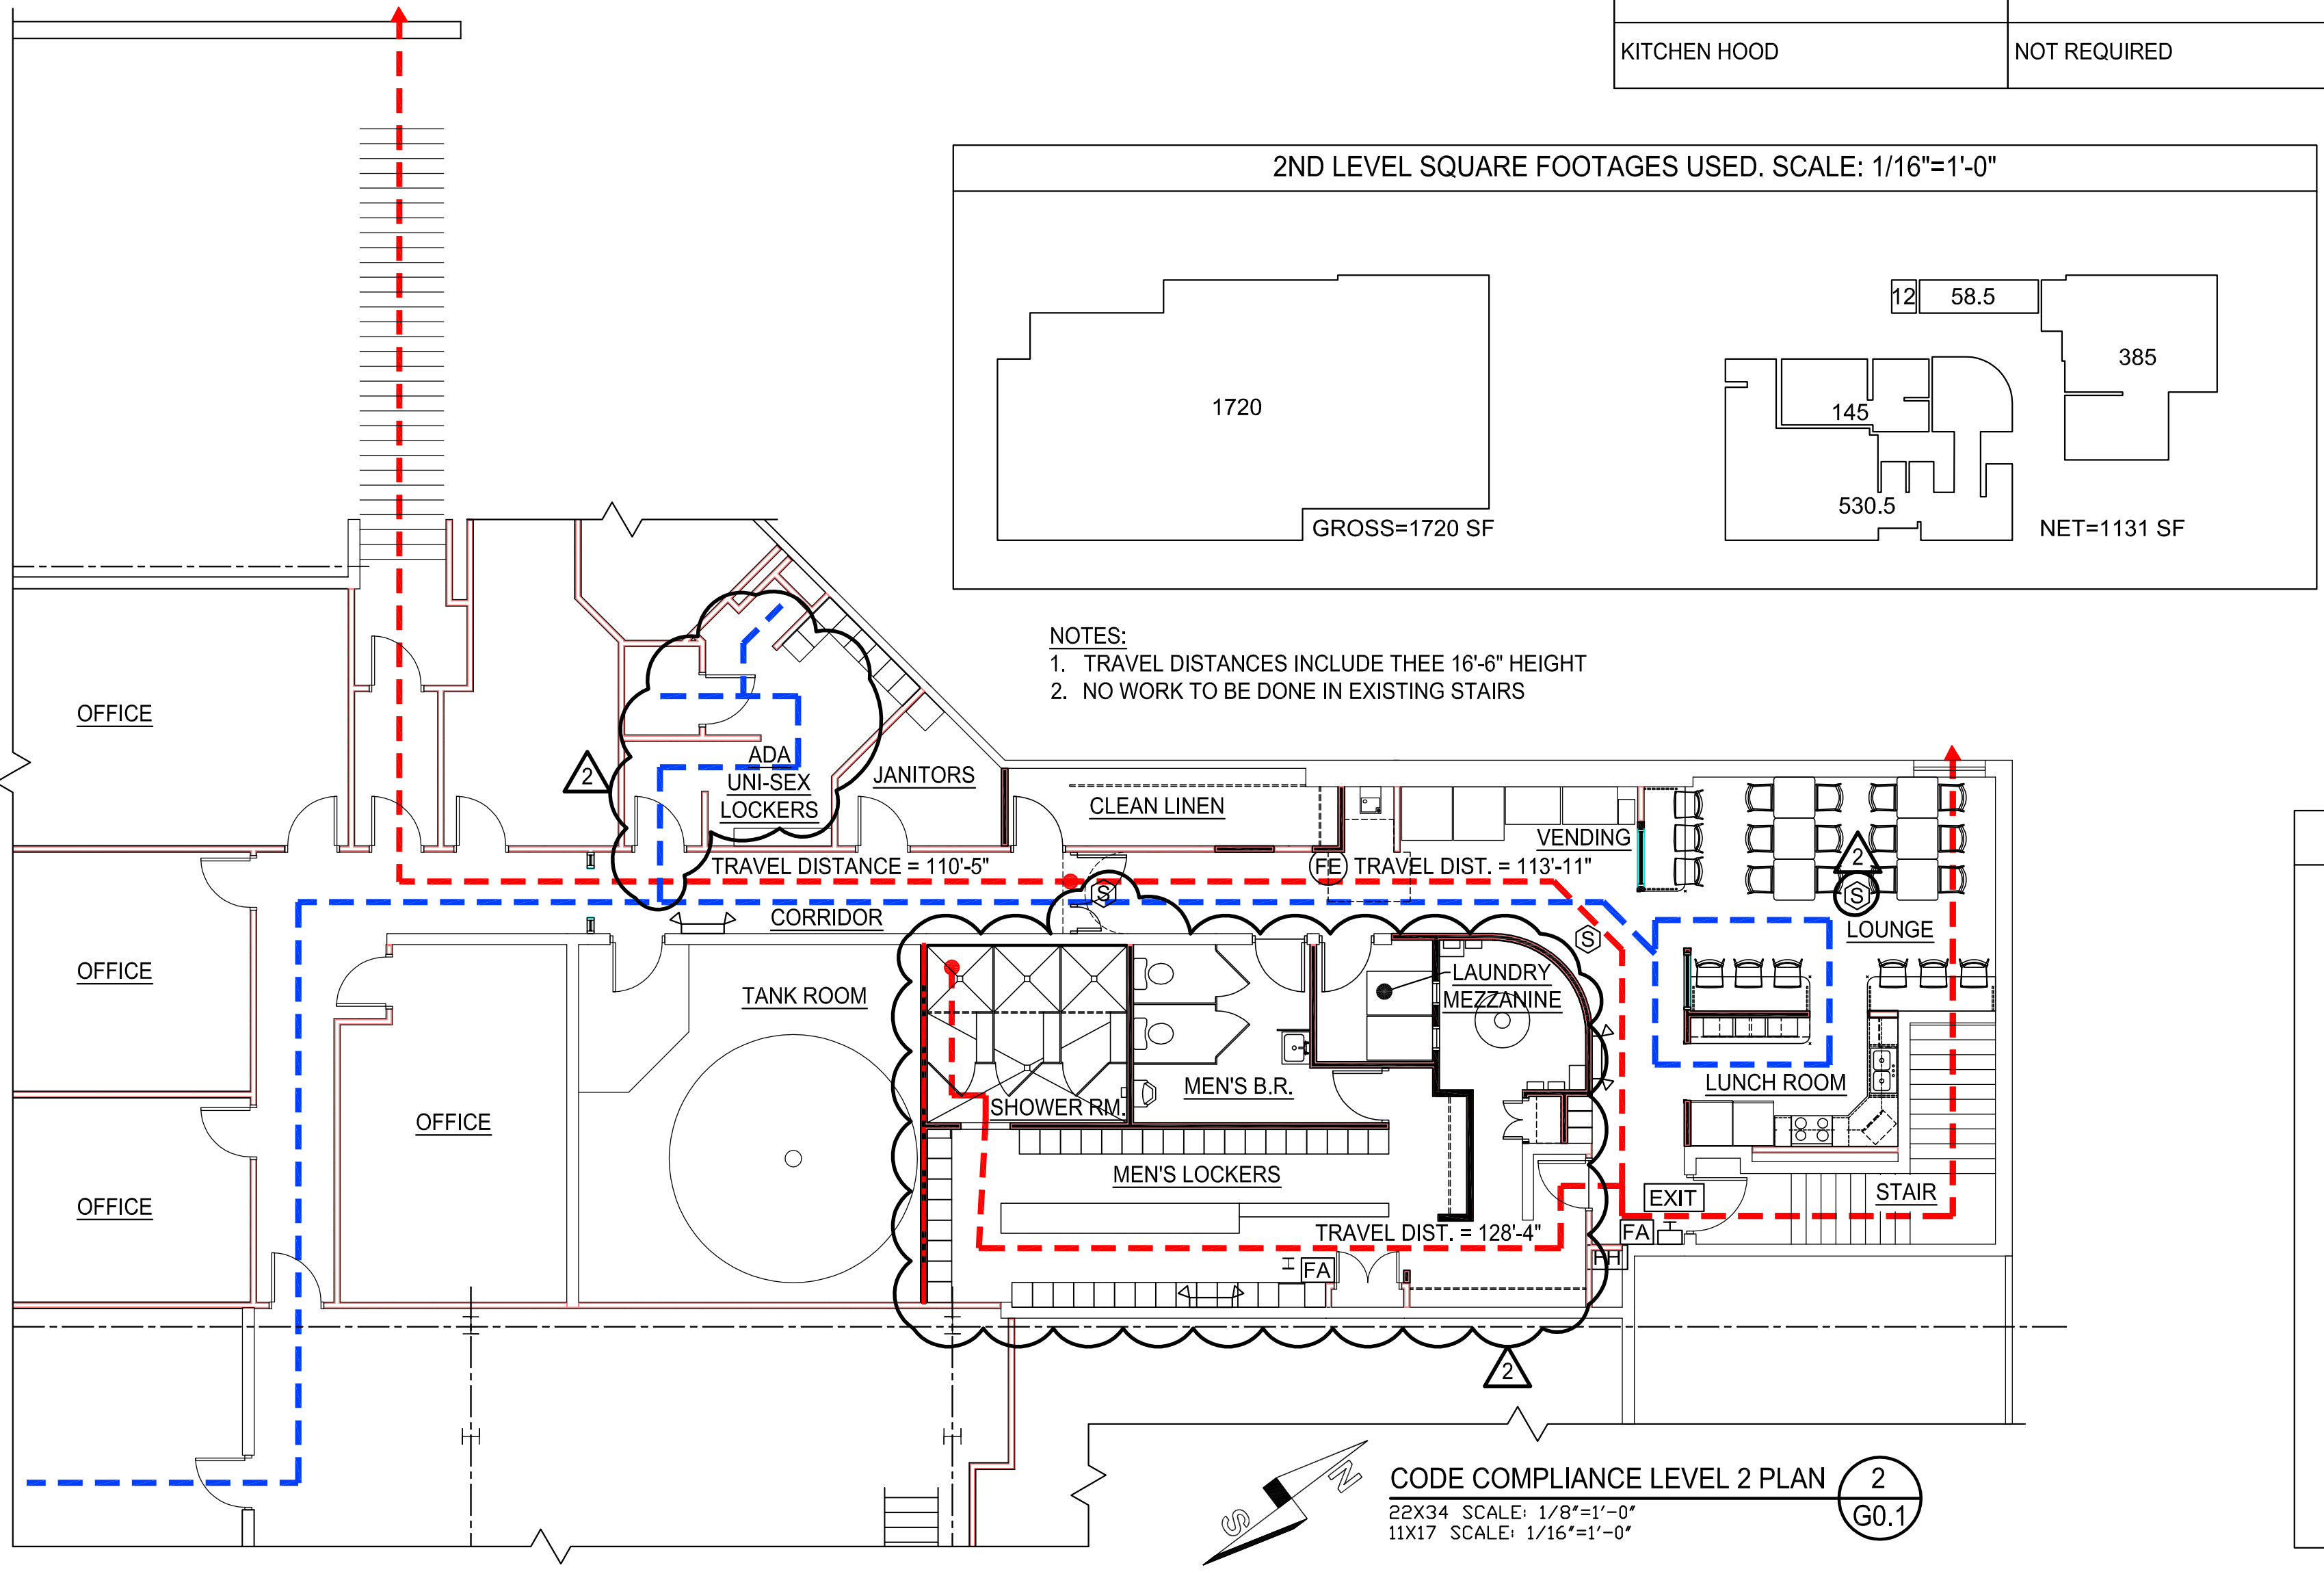 KITCHEN HOOD NOT REQUIRED
2ND LEVEL SQUARE FOOTAGES USED. SCALE: 1/16"=1'-0"
12
58.5
385
1720
145
530.5
GROSS=1720 SF
NET=1131 SF
NOTES:
1. TRAVEL DISTANCES INCLUDE THEE 16'-6" HEIGHT
2. NO WORK TO BE DONE IN EXISTING STAIRS
OFFICE
2
ADA
UNI-SEX
LOCKERS
JANITORS
CLEAN LINEN
VENDING
TRAVEL DISTANCE = 110'-5"
FE
TRAVEL DIST. = 113'-11"
2
S
S
CORRIDOR
LOUNGE
S
OFFICE
TANK ROOM
LAUNDRY
MEZZANINE
MEN'S B.R.
LUNCH ROOM
SHOWER RM.
OFFICE
MEN'S LOCKERS
OFFICE
EXIT
STAIR
TRAVEL DIST. = 128'-4"
FA
FA
HH
2
N
S
CODE COMPLIANCE LEVEL 2 PLAN
22X34 SCALE: 1/8"=1'-0"
11X17 SCALE: 1/16"=1'-0"
2
G0.1